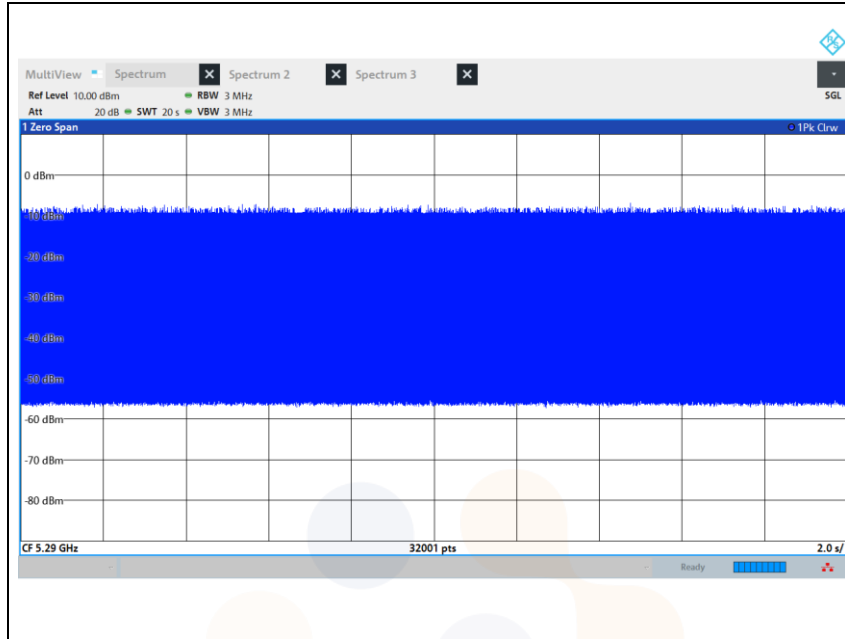 R&S
MultiView Spectrum X Spectrum 2 X Spectrum 3 X
Ref Level 10.00 dBm RBW 3 MHz SGL
Att 20 dB SWT 20 s VBW 3 MHz
1 Zero Span 1Pk Clrw
0 dBm
-10 dBm
-20 dBm
-30 dBm
-40 dBm
-50 dBm
-60 dBm
-70 dBm
-80 dBm
CF 5.29 GHz 32001 pts 2.0 s/
Ready